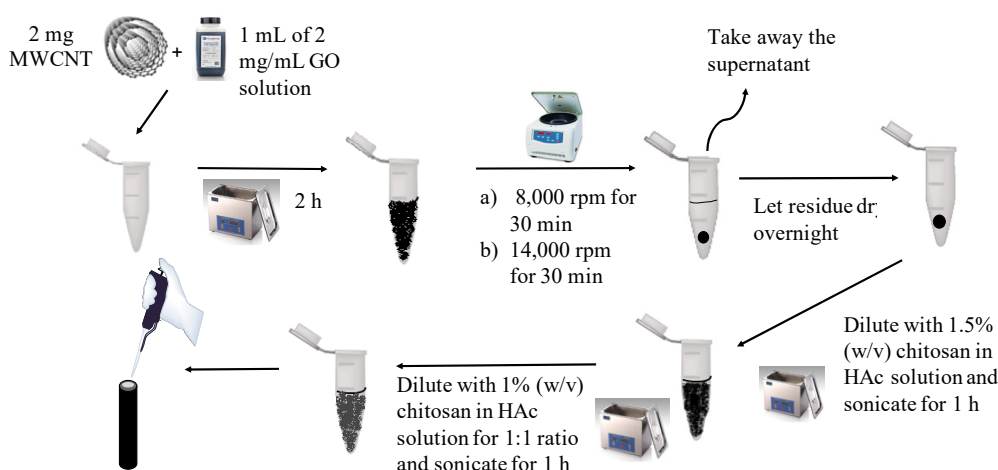 2 mg
MWCNT
+
1 mL of 2
mg/mL GO
solution
Take away the
supernatant
2 h
a) 8,000 rpm for
30 min
b) 14,000 rpm
for 30 min
Let residue dr
overnight
Dilute with 1.5%
(w/v) chitosan in
HAc solution and
sonicate for 1 h
Dilute with 1% (w/v)
chitosan in HAc
solution for 1:1 ratio
and sonicate for 1 h